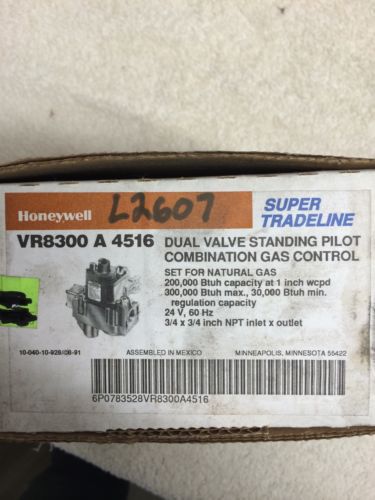 Honeywell
L2607
SUPER
TRADELINE
VR8300 A 4516
DUAL VALVE STANDING PILOT
COMBINATION GAS CONTROL
SET FOR NATURAL GAS
200,000 Btuh capacity at 1 inch wcpd
300,000 Btuh max., 30,000 Btuh min.
regulation capacity
24 V, 60 Hz
3/4 x 3/4 inch NPT inlet x outlet
10-040-10-928/08-91
ASSEMBLED IN MEXICO
MINNEAPOLIS, MINNESOTA 55422
6P0783528VR8300A4516